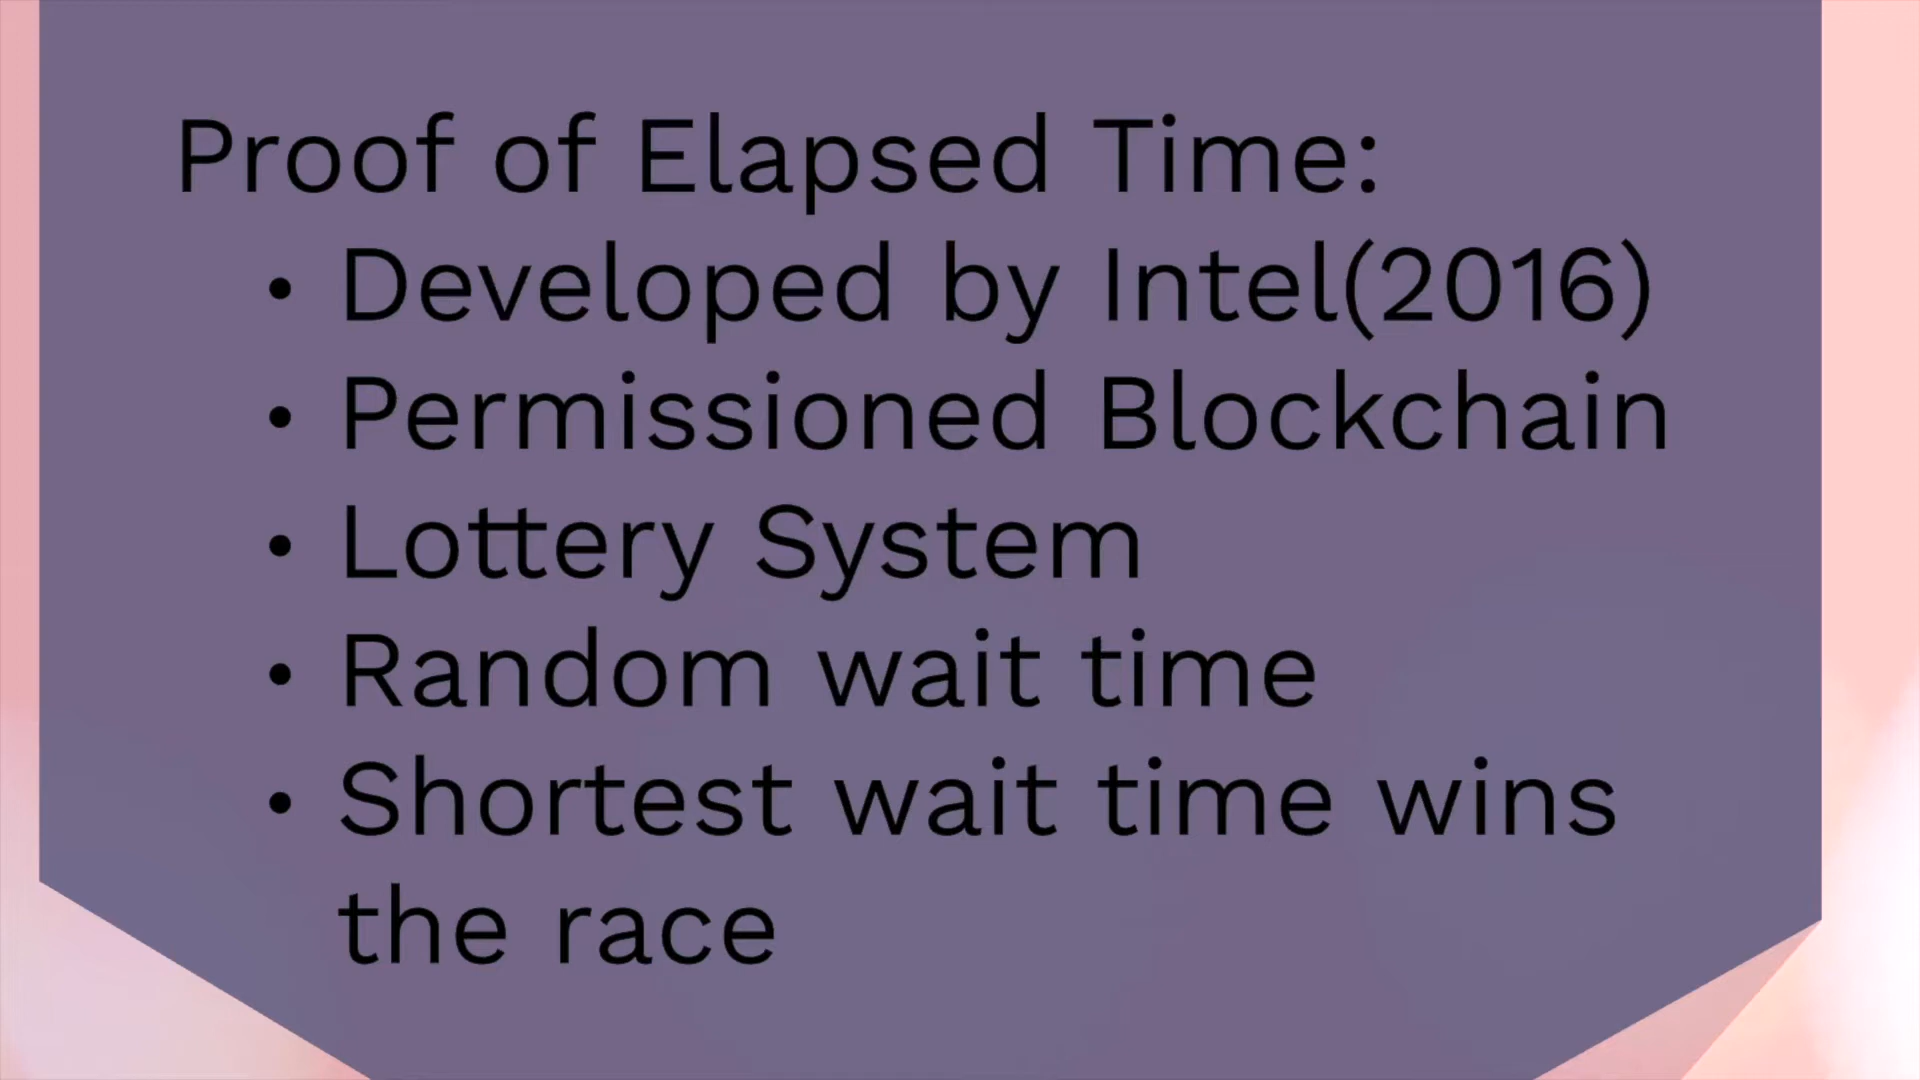 Proof of Elapsed Time:
• Developed by Intel(2016)
• Permissioned Blockchain
• Lottery System
• Random wait time
• Shortest wait time wins
the race